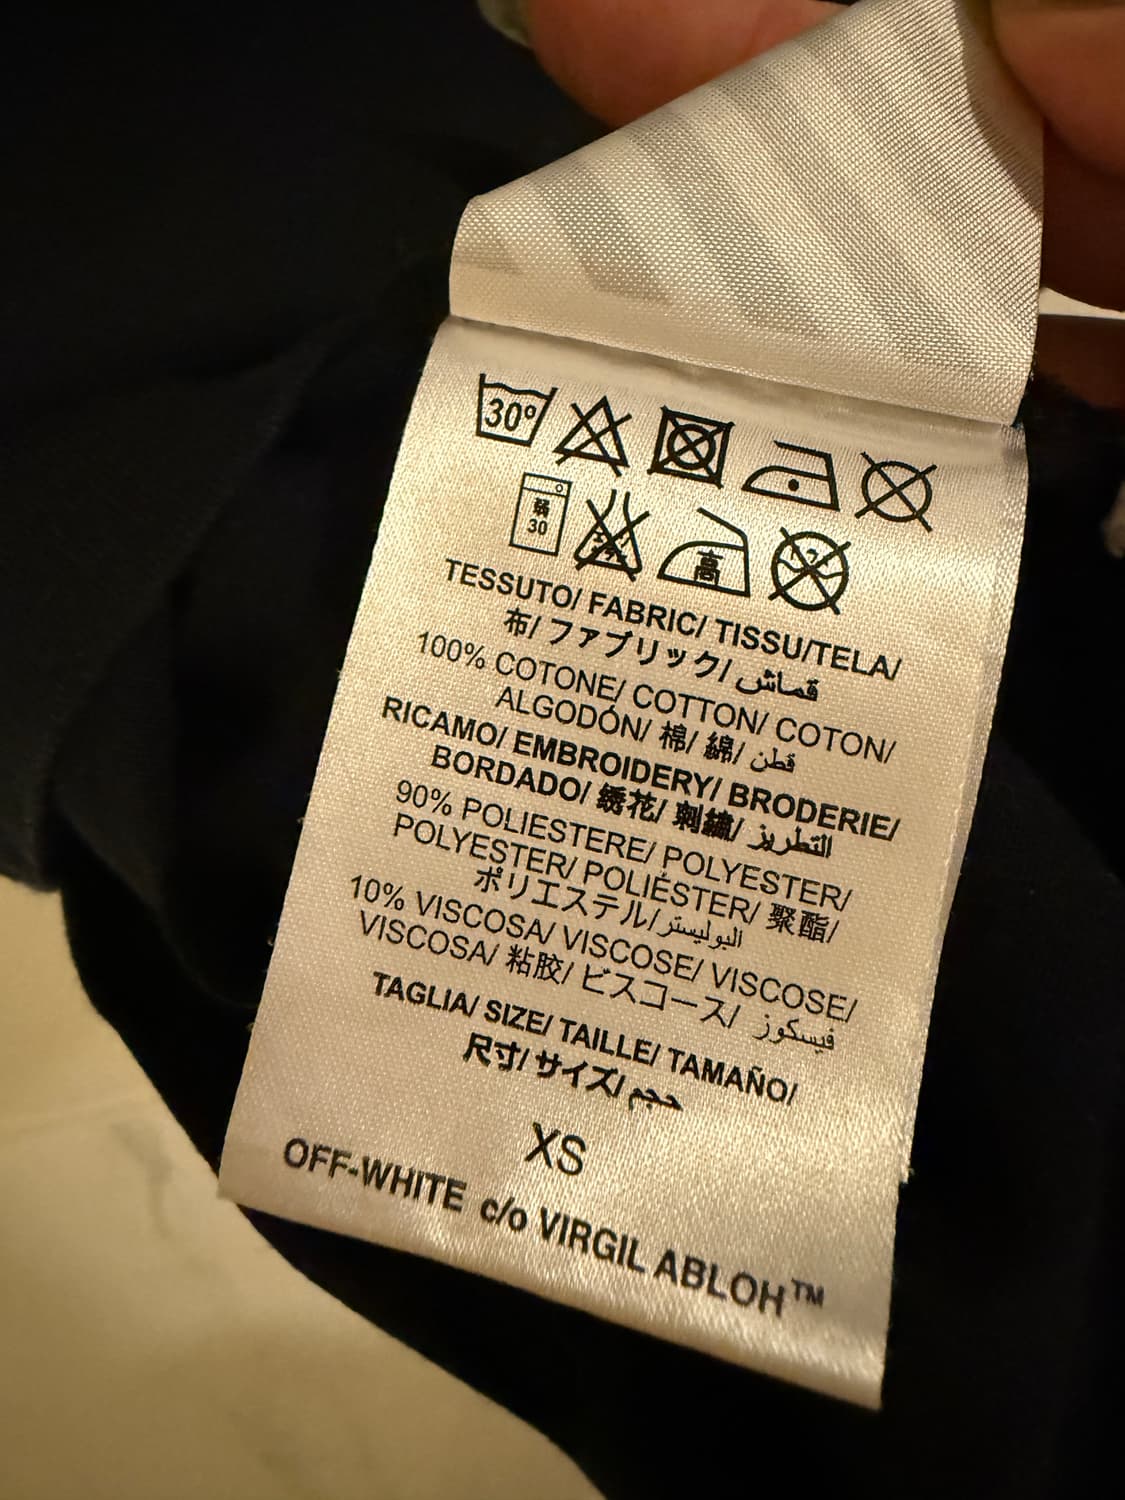 30°
弱
30
高
TESSUTO/ FABRIC/ TISSU/TELA/
布/ ファブリック/ قماش
100% COTONE/ COTTON/ COTON/
ALGODÓN/ 棉/ 綿/ قطن
RICAMO/ EMBROIDERY/ BRODERIE/
BORDADO/ 绣花/ 刺繍/ التطريز
90% POLIESTERE/ POLYESTER/
POLYESTER/ POLIÉSTER/ 聚酯/
ポリエステル/ البوليستر
10% VISCOSA/ VISCOSE/ VISCOSE/
VISCOSA/ 粘胶/ ビスコース/ فيسكوز
TAGLIA/ SIZE/ TAILLE/ TAMAÑO/
尺寸/ サイズ/ حجم
XS
OFF-WHITE c/o VIRGIL ABLOH™